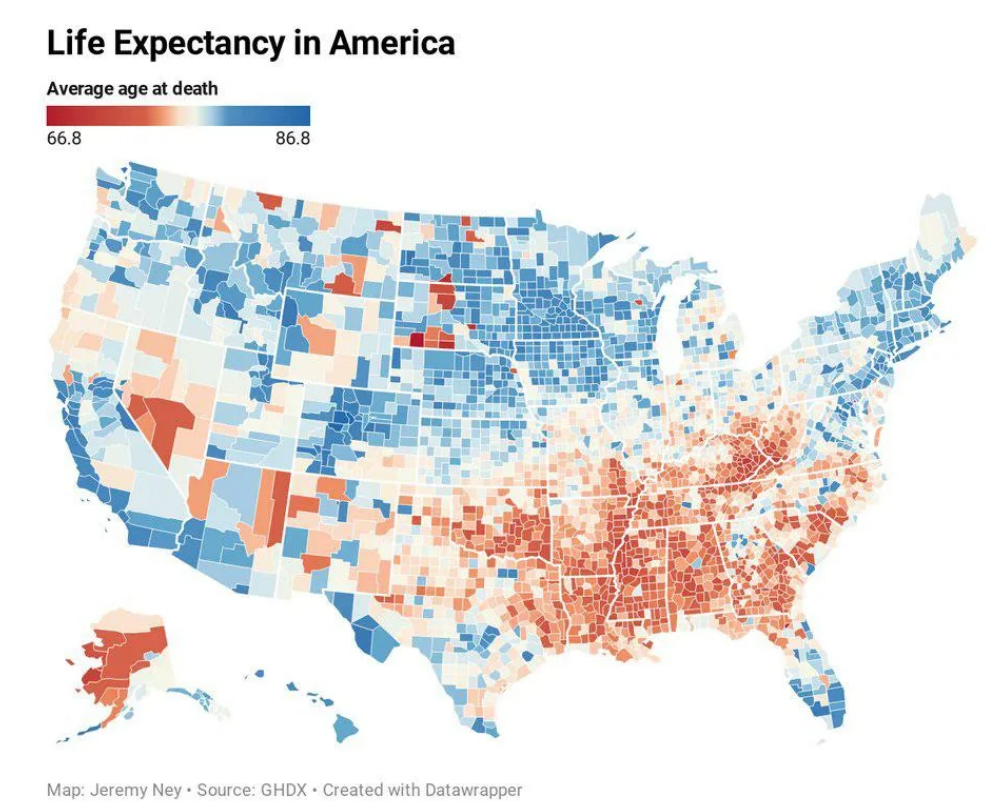 Life Expectancy in America
Average age at death
66.8 86.8
Map: Jeremy Ney • Source: GHDX • Created with Datawrapper